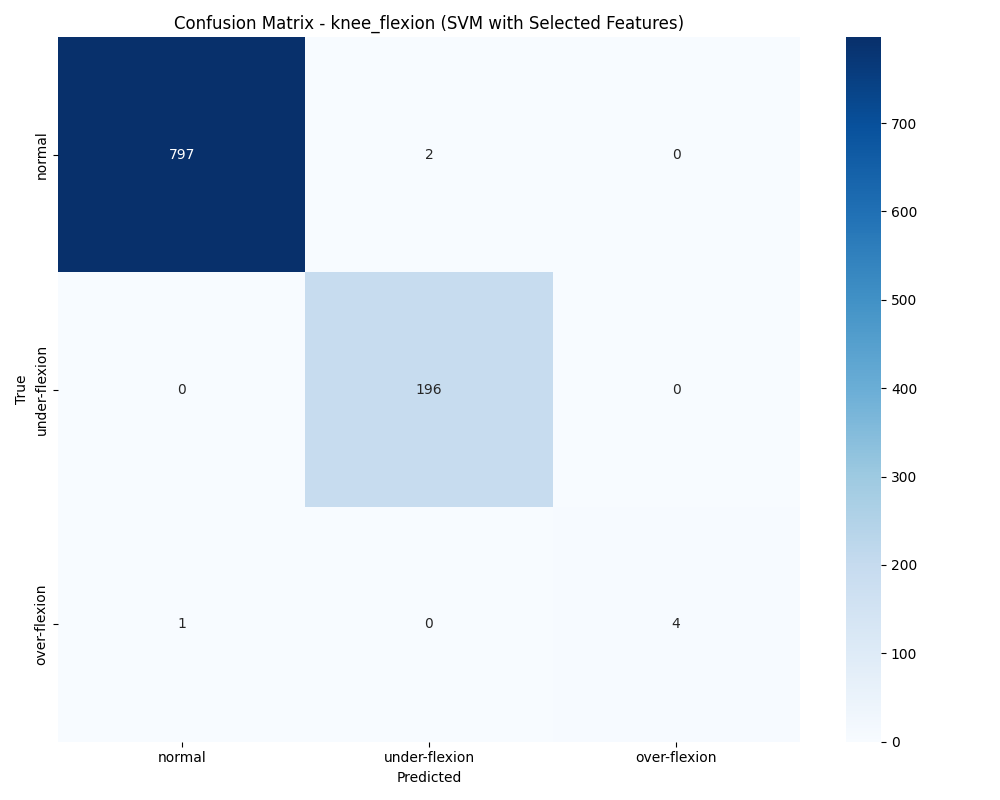 Confusion Matrix - knee_flexion (SVM with Selected Features)
True
normal
under-flexion
over-flexion
797 2 0
0 196 0
1 0 4
normal under-flexion over-flexion
Predicted
700
600
500
400
300
200
100
0